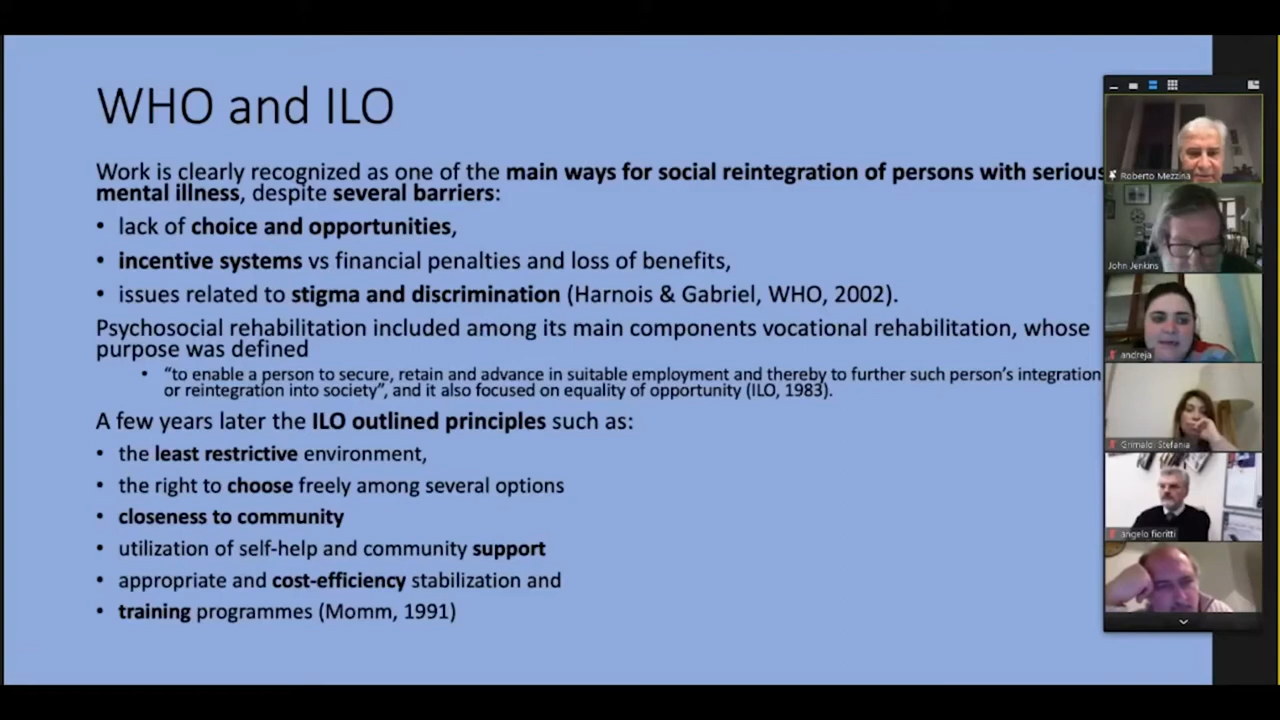 WHO and ILO
Work is clearly recognized as one of the main ways for social reintegration of persons with serious
mental illness, despite several barriers:
• lack of choice and opportunities,
• incentive systems vs financial penalties and loss of benefits,
• issues related to stigma and discrimination (Harnois & Gabriel, WHO, 2002).
Psychosocial rehabilitation included among its main components vocational rehabilitation, whose
purpose was defined
• “to enable a person to secure, retain and advance in suitable employment and thereby to further such person’s integration
or reintegration into society”, and it also focused on equality of opportunity (ILO, 1983).
A few years later the ILO outlined principles such as:
• the least restrictive environment,
• the right to choose freely among several options
• closeness to community
• utilization of self-help and community support
• appropriate and cost-efficiency stabilization and
• training programmes (Momm, 1991)
Roberto Mezzina
John Jenkins
andreja
Grimaldi Stefania
angelo fioritti